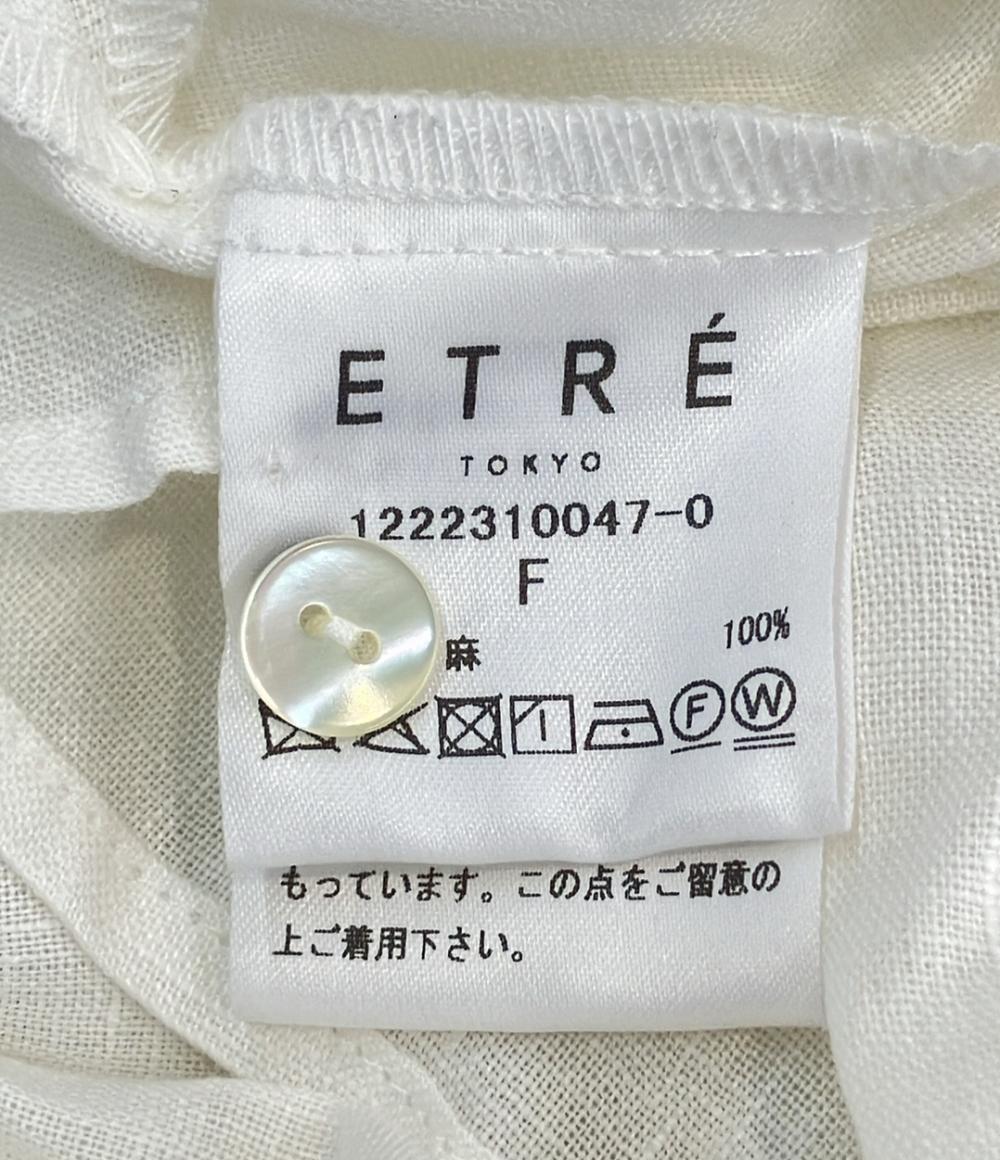 ETRÉ
TOKYO
1222310047-0
F
麻 100%
F W
もっています。この点をご留意の
上ご着用下さい。